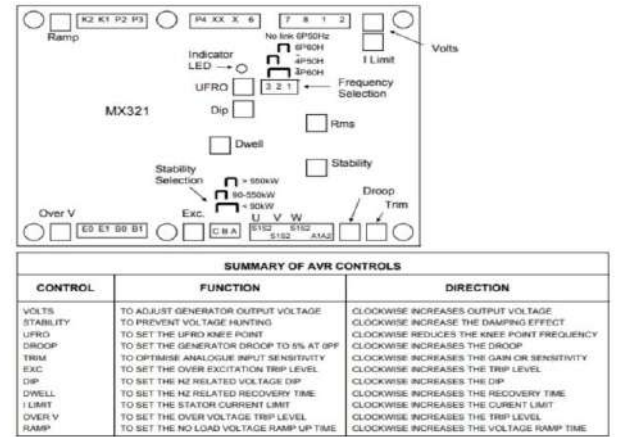 K2 K1 P2 P3
P4 XX X 6
7 8 1 2
Ramp
No link 6P50Hz
6P60H
4P50H
4P60H
Volts
I Limit
Indicator
LED
UFRO
3 2 1
Frequency
Selection
MX321
Dip
Rms
Dwell
Stability
Stability
Selection
> 550kW
90-550kW
< 90kW
Droop
Trim
Over V
Exc.
U V W
E0 E1 B0 B1
C B A
S1S2 S1S2
S1S2 A1A2
SUMMARY OF AVR CONTROLS
CONTROL FUNCTION DIRECTION
VOLTS TO ADJUST GENERATOR OUTPUT VOLTAGE CLOCKWISE INCREASES OUTPUT VOLTAGE
STABILITY TO PREVENT VOLTAGE HUNTING CLOCKWISE INCREASE THE DAMPING EFFECT
UFRO TO SET THE UFRO KNEE POINT CLOCKWISE REDUCES THE KNEE POINT FREQUENCY
DROOP TO SET THE GENERATOR DROOP TO 5% AT 0PF CLOCKWISE INCREASES THE DROOP
TRIM TO OPTIMISE ANALOGUE INPUT SENSITIVITY CLOCKWISE INCREASES THE GAIN OR SENSITIVITY
EXC TO SET THE OVER EXCITATION TRIP LEVEL CLOCKWISE INCREASES THE TRIP LEVEL
DIP TO SET THE HZ RELATED VOLTAGE DIP CLOCKWISE INCREASES THE DIP
DWELL TO SET THE HZ RELATED RECOVERY TIME CLOCKWISE INCREASES THE RECOVERY TIME
I LIMIT TO SET THE STATOR CURRENT LIMIT CLOCKWISE INCREASES THE CURENT LIMIT
OVER V TO SET THE OVER VOLTAGE TRIP LEVEL CLOCKWISE INCREASES THE TRIP LEVEL
RAMP TO SET THE NO LOAD VOLTAGE RAMP UP TIME CLOCKWISE INCREASES THE VOLTAGE RAMP TIME